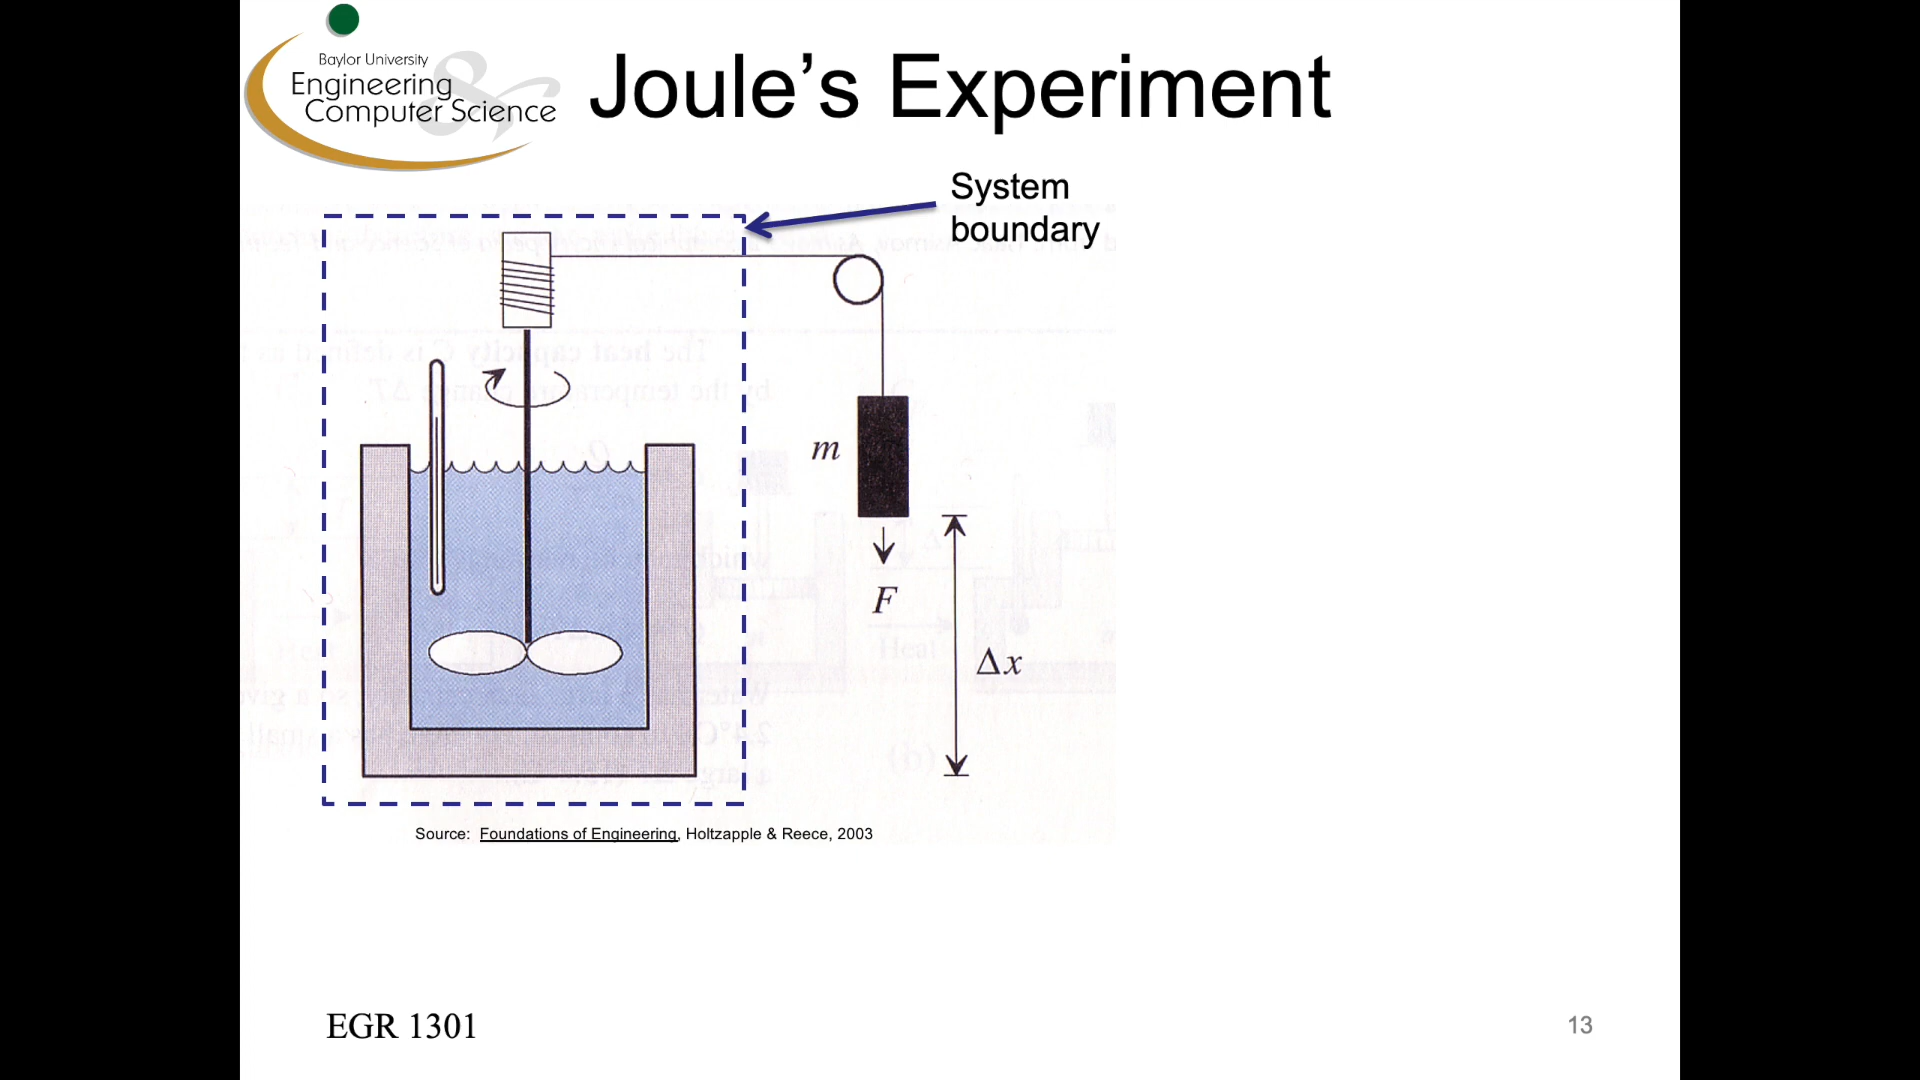 Baylor University
Engineering
&
Computer Science
Joule’s Experiment
System
boundary
m
F
Δx
Source: Foundations of Engineering, Holtzapple & Reece, 2003
EGR 1301
13